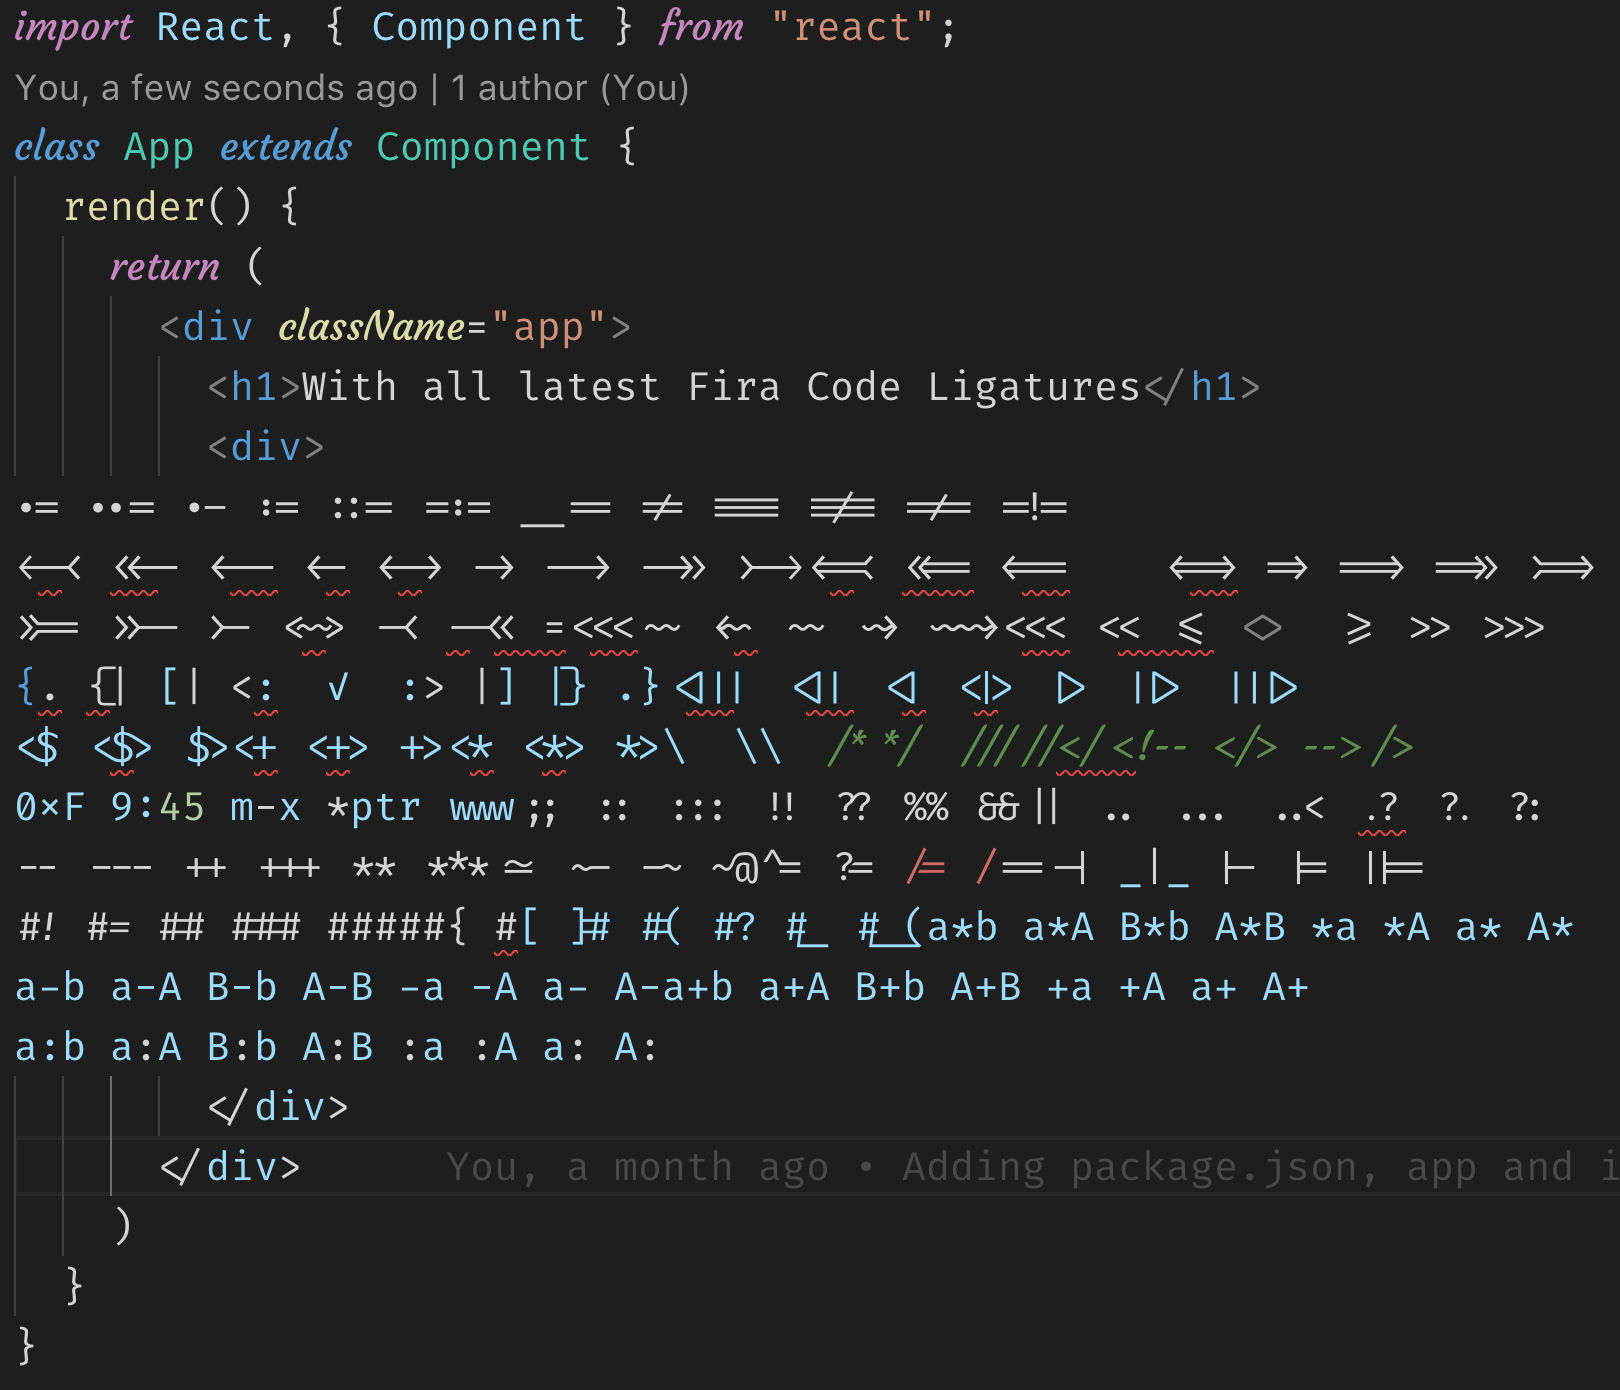 import React, { Component } from "react";
You, a few seconds ago | 1 author (You)
class App extends Component {
render() {
return (
<div className="app">
<h1>With all latest Fira Code Ligatures</h1>
<div>
.= ..= .- := ::= =:= __== != === !== =/= =!=
<-< <<- <-- <- <-> -> --> ->> >-><=< <<= <== <=> => ==> =>> >=>
>>= >>- >- <~> -< -<< =<<<~~ <~ ~~ ~> ~~><<< << <= <> >= >> >>>
{. {| [| <: √ :> |] |} .}<||| <|| <| <|> |> ||> |||>
<$ <$> $><+ <+> +><* <*> *>\ \\ /* */ /// //</ <!-- </> --> />
0xF 9:45 m-x *ptr www;; :: ::: !! ?? %% &&|| .. ... ..< .? ?. ?:
-- --- ++ +++ ** ***~= ~- -~ ~@^= ?= /= /==-| _|_ |- |= ||=
#! #= ## ### #####{ #[ ]# #( #? #_ #_(a*b a*A B*b A*B *a *A a* A*
a-b a-A B-b A-B -a -A a- A-a+b a+A B+b A+B +a +A a+ A+
a:b a:A B:b A:B :a :A a: A:
</div>
</div> You, a month ago • Adding package.json, app and i
)
}
}